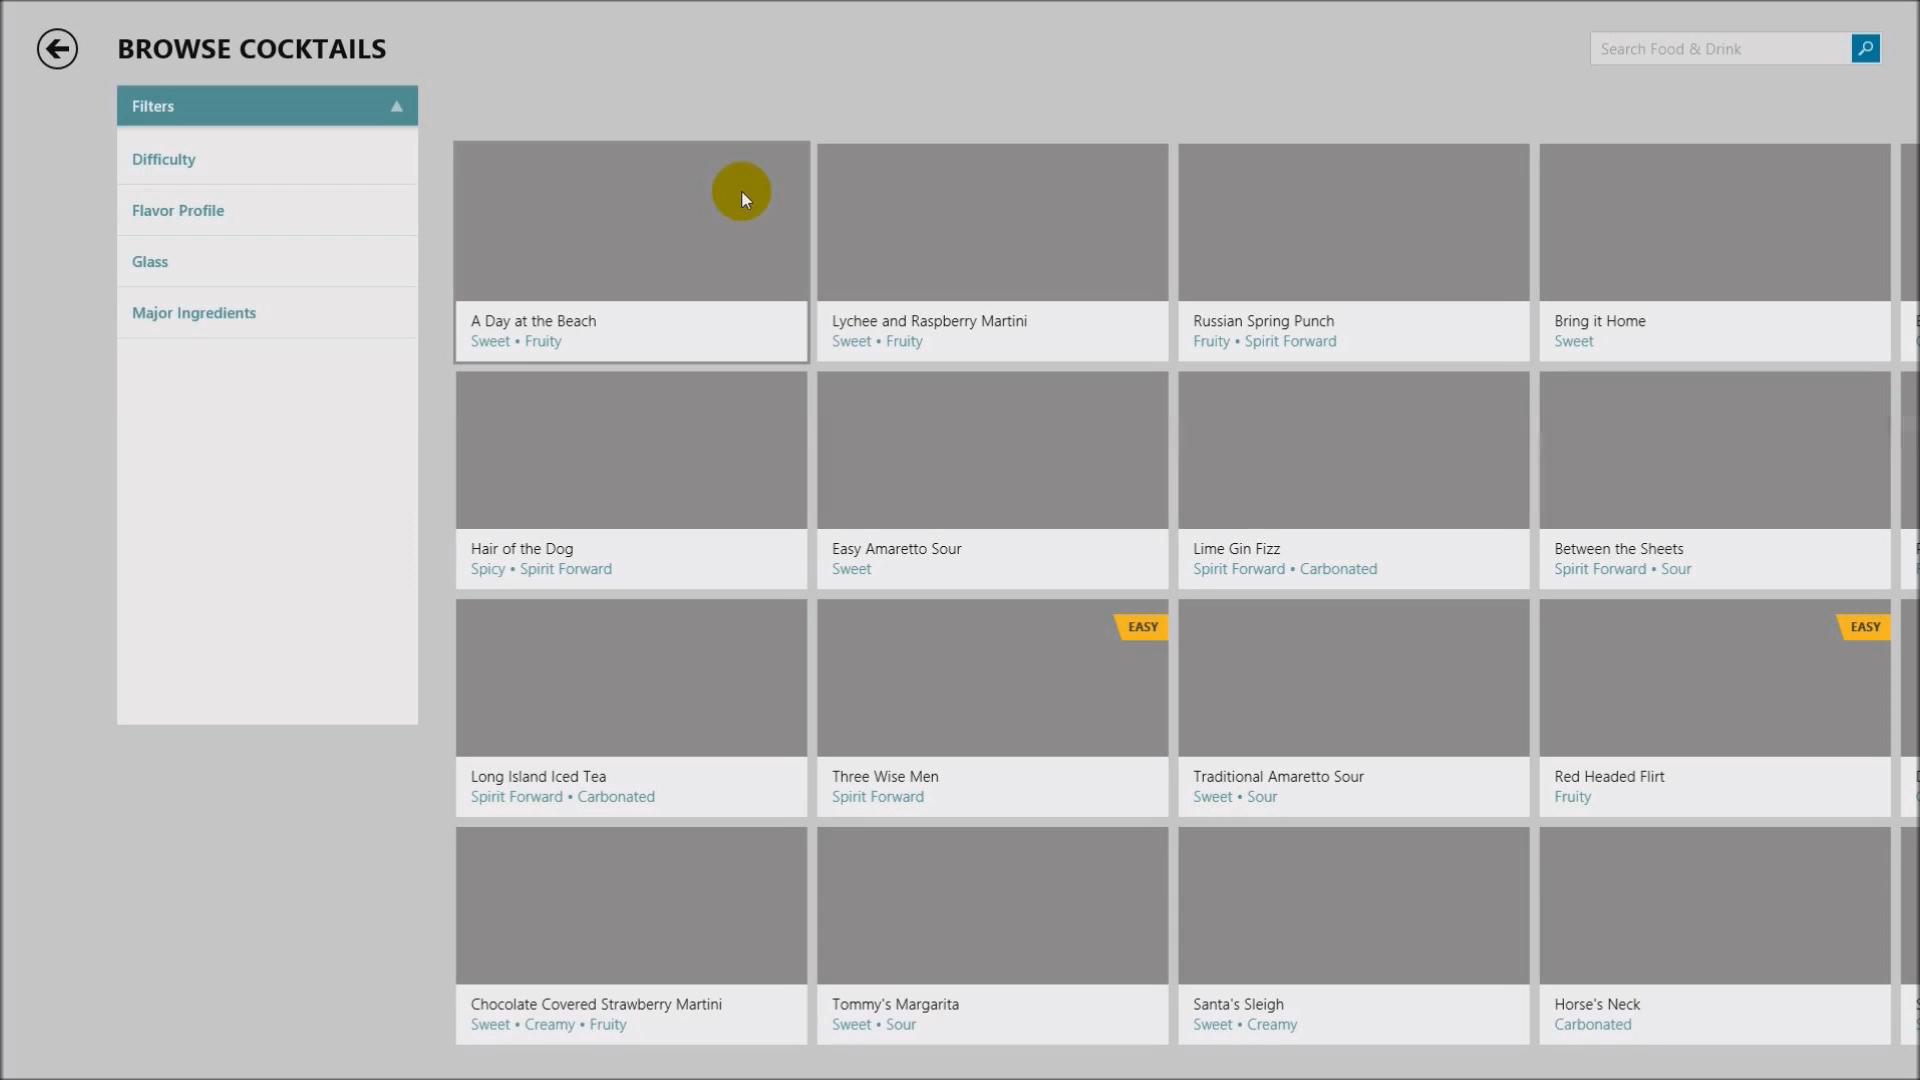 BROWSE COCKTAILS
Search Food & Drink
Filters
Difficulty
Flavor Profile
Glass
Major Ingredients
A Day at the Beach
Sweet • Fruity
Lychee and Raspberry Martini
Sweet • Fruity
Russian Spring Punch
Fruity • Spirit Forward
Bring it Home
Sweet
Hair of the Dog
Spicy • Spirit Forward
Easy Amaretto Sour
Sweet
Lime Gin Fizz
Spirit Forward • Carbonated
Between the Sheets
Spirit Forward • Sour
Long Island Iced Tea
Spirit Forward • Carbonated
EASY
Three Wise Men
Spirit Forward
Traditional Amaretto Sour
Sweet • Sour
EASY
Red Headed Flirt
Fruity
Chocolate Covered Strawberry Martini
Sweet • Creamy • Fruity
Tommy's Margarita
Sweet • Sour
Santa's Sleigh
Sweet • Creamy
Horse's Neck
Carbonated